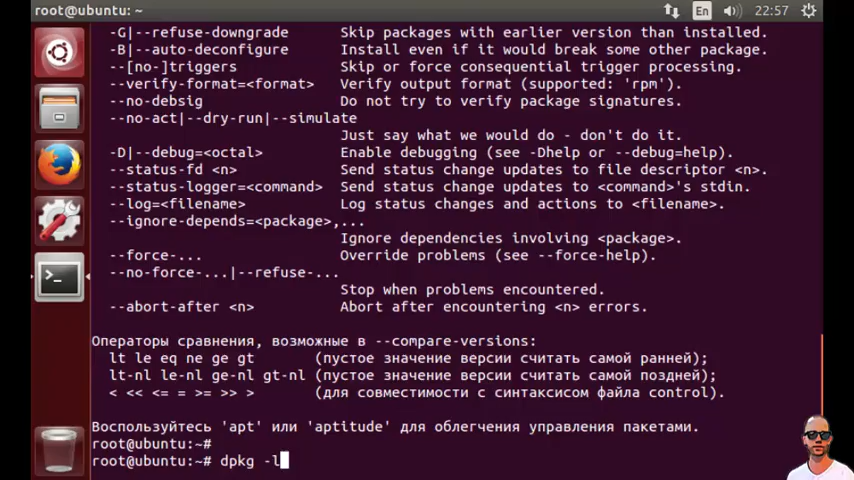 root@ubuntu: ~
En
22:57
-G|--refuse-downgrade Skip packages with earlier version than installed.
-B|--auto-deconfigure Install even if it would break some other package.
--[no-]triggers Skip or force consequential trigger processing.
--verify-format=<format> Verify output format (supported: 'rpm').
--no-debsig Do not try to verify package signatures.
--no-act|--dry-run|--simulate
Just say what we would do - don't do it.
-D|--debug=<octal> Enable debugging (see -Dhelp or --debug=help).
--status-fd <n> Send status change updates to file descriptor <n>.
--status-logger=<command> Send status change updates to <command>'s stdin.
--log=<filename> Log status changes and actions to <filename>.
--ignore-depends=<package>,...
Ignore dependencies involving <package>.
--force-... Override problems (see --force-help).
--no-force-...|--refuse-...
Stop when problems encountered.
--abort-after <n> Abort after encountering <n> errors.
Операторы сравнения, возможные в --compare-versions:
lt le eq ne ge gt (пустое значение версии считать самой ранней);
lt-nl le-nl ge-nl gt-nl (пустое значение версии считать самой поздней);
< << <= = >= >> > (для совместимости с синтаксисом файла control).
Воспользуйтесь 'apt' или 'aptitude' для облегчения управления пакетами.
root@ubuntu:~#
root@ubuntu:~# dpkg -l